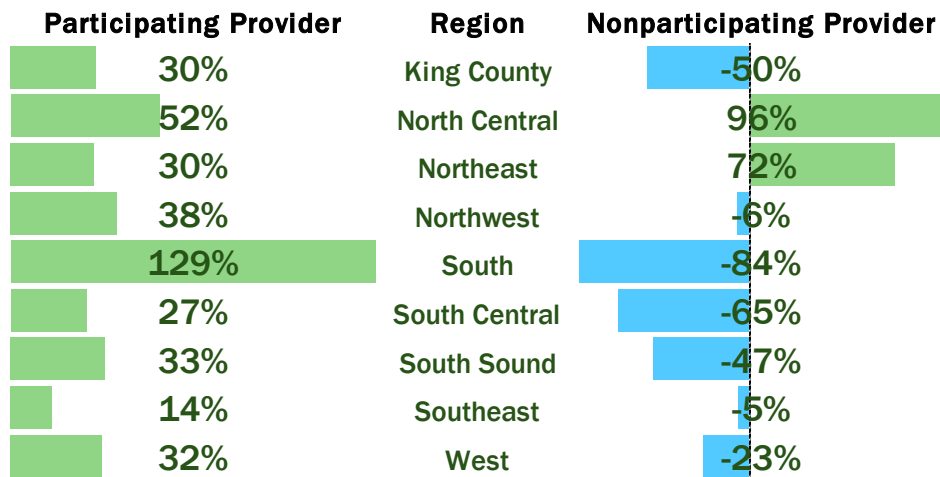 Participating Provider Region Nonparticipating Provider
30% King County -50%
52% North Central 96%
30% Northeast 72%
38% Northwest -6%
129% South -84%
27% South Central -65%
33% South Sound -47%
14% Southeast -5%
32% West -23%